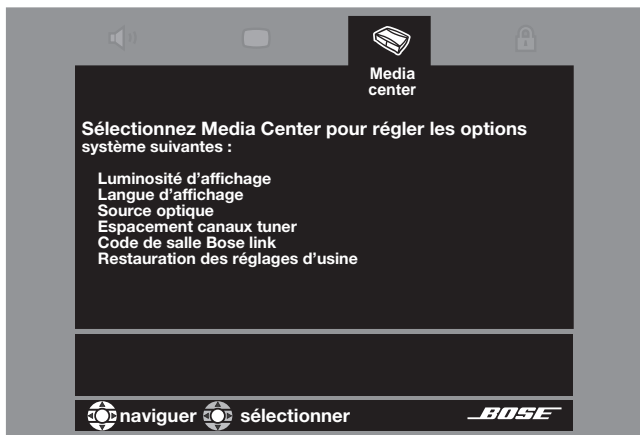 Media
center
Sélectionnez Media Center pour régler les options
système suivantes :
Luminosité d'affichage
Langue d'affichage
Source optique
Espacement canaux tuner
Code de salle Bose link
Restauration des réglages d'usine
naviguer sélectionner BOSE